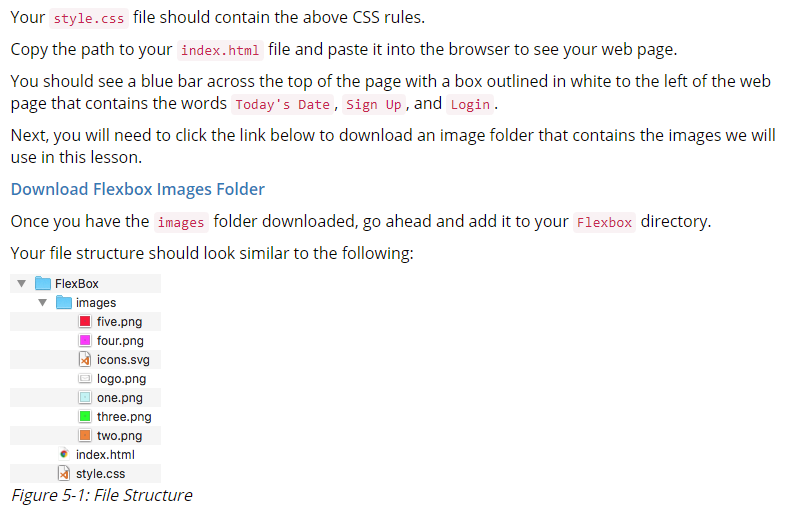 Your style.css file should contain the above CSS rules.
Copy the path to your index.html file and paste it into the browser to see your web page.
You should see a blue bar across the top of the page with a box outlined in white to the left of the web
page that contains the words Today's Date, Sign Up, and Login.
Next, you will need to click the link below to download an image folder that contains the images we will
use in this lesson.
Download Flexbox Images Folder
Once you have the images folder downloaded, go ahead and add it to your Flexbox directory.
Your file structure should look similar to the following:
FlexBox
images
five.png
four.png
icons.svg
logo.png
one.png
three.png
two.png
index.html
style.css
Figure 5-1: File Structure